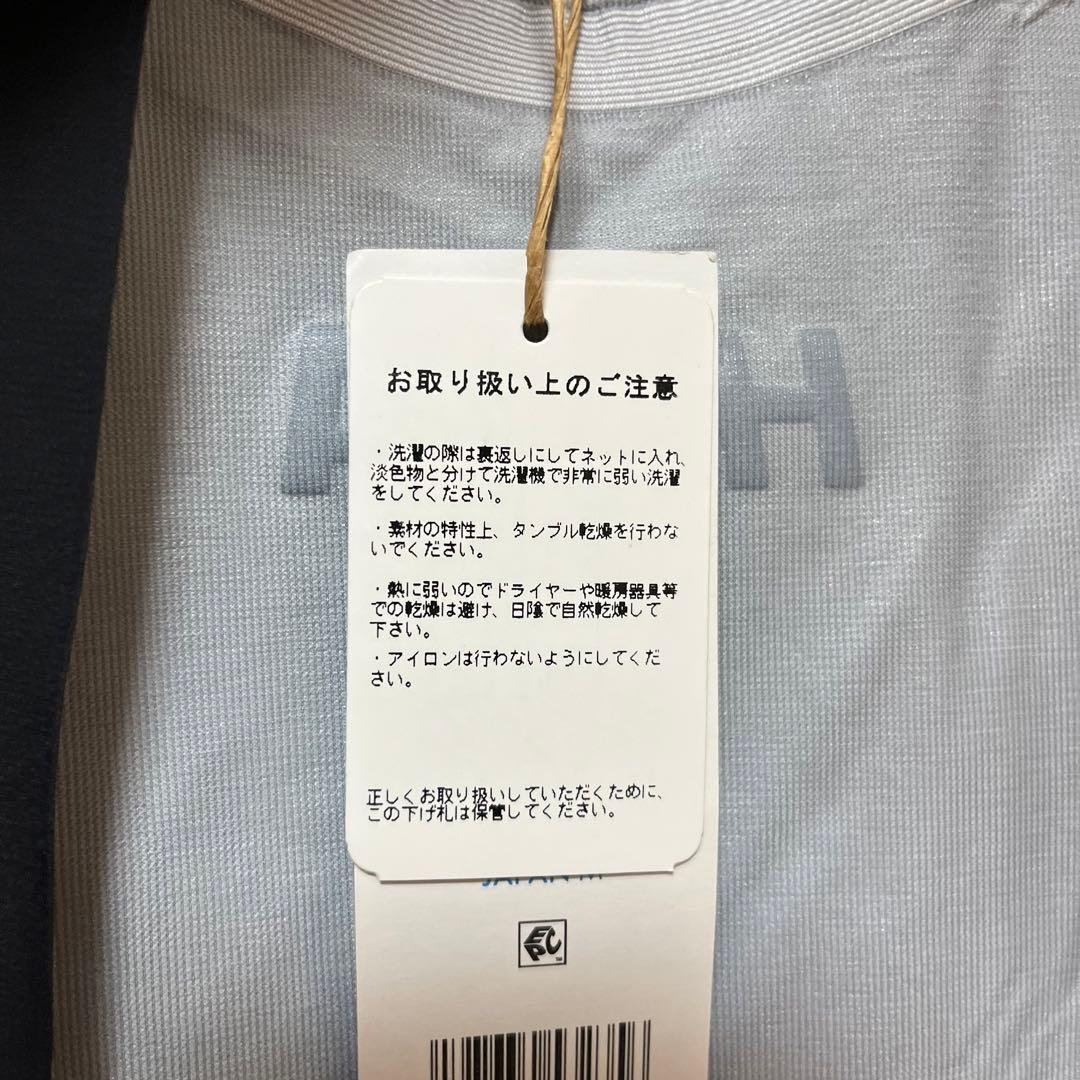 お取り扱い上のご注意
・洗濯の際は裏返しにしてネットに入れ、
淡色物と分けて洗濯機で非常に弱い洗濯
をしてください。
・素材の特性上、タンブル乾燥を行わな
いでください。
・熱に弱いのでドライヤーや暖房器具等
での乾燥は避け、日陰で自然乾燥して
下さい。
・アイロンは行わないようにしてくだ
さい。
正しくお取り扱いしていただくために、
この下げ札は保管してください。
JAPAN M
EPC